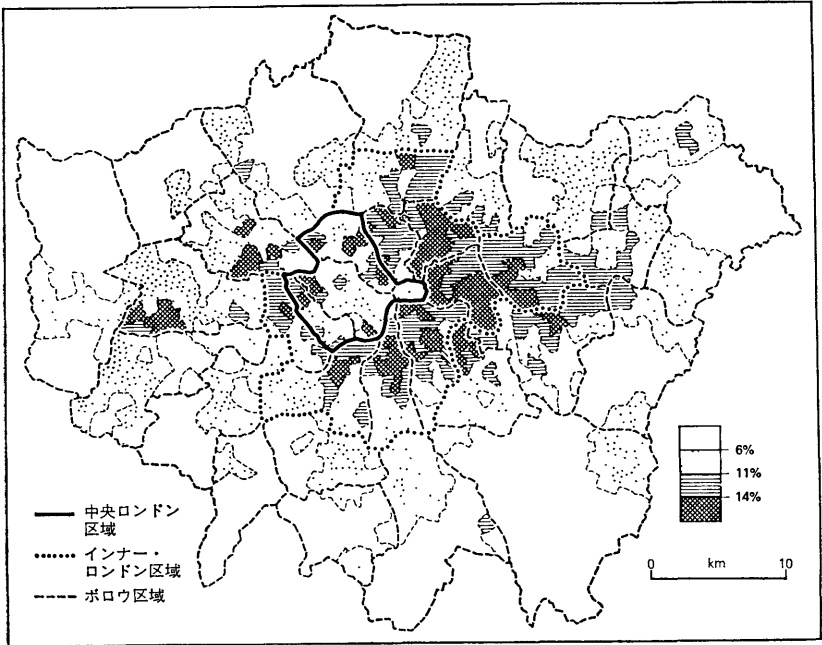 中央ロンドン
区域
インナー・
ロンドン区域
ボロウ区域
6%
11%
14%
0 km 10